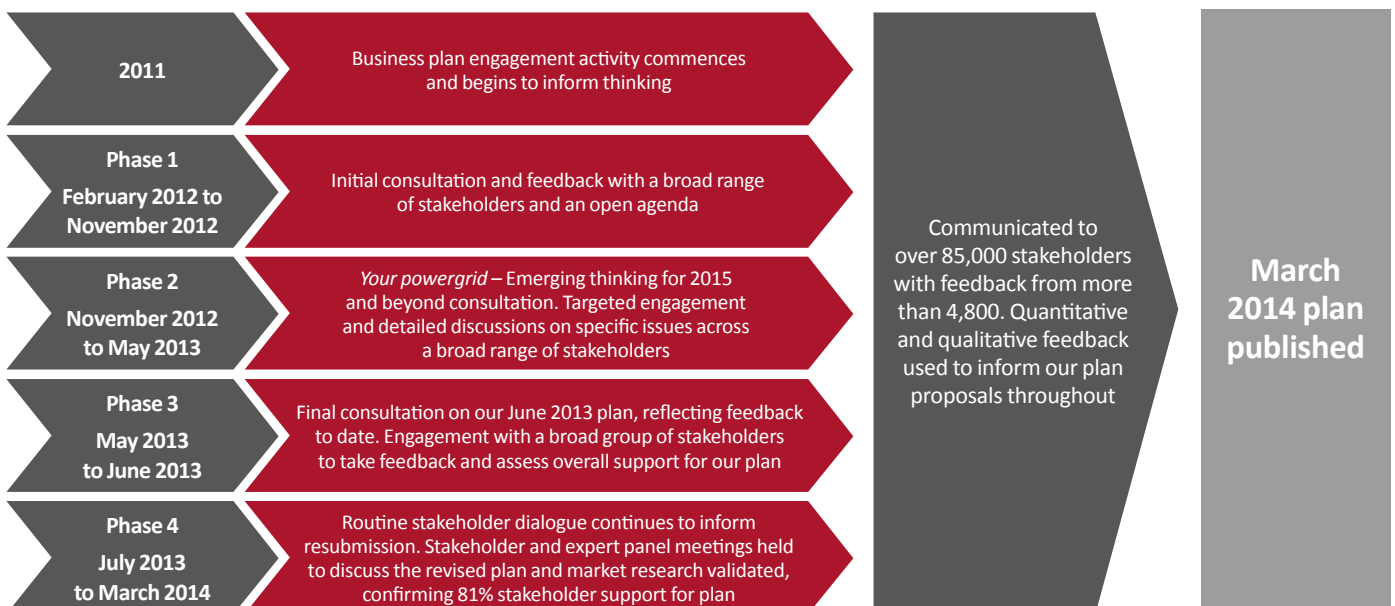 2011
Business plan engagement activity commences
and begins to inform thinking
Phase 1
February 2012 to
November 2012
Initial consultation and feedback with a broad range
of stakeholders and an open agenda
Phase 2
November 2012
to May 2013
Your powergrid – Emerging thinking for 2015
and beyond consultation. Targeted engagement
and detailed discussions on specific issues across
a broad range of stakeholders
Phase 3
May 2013
to June 2013
Final consultation on our June 2013 plan, reflecting feedback
to date. Engagement with a broad group of stakeholders
to take feedback and assess overall support for our plan
Phase 4
July 2013
to March 2014
Routine stakeholder dialogue continues to inform
resubmission. Stakeholder and expert panel meetings held
to discuss the revised plan and market research validated,
confirming 81% stakeholder support for plan
Communicated to
over 85,000 stakeholders
with feedback from more
than 4,800. Quantitative
and qualitative feedback
used to inform our plan
proposals throughout
March
2014 plan
published